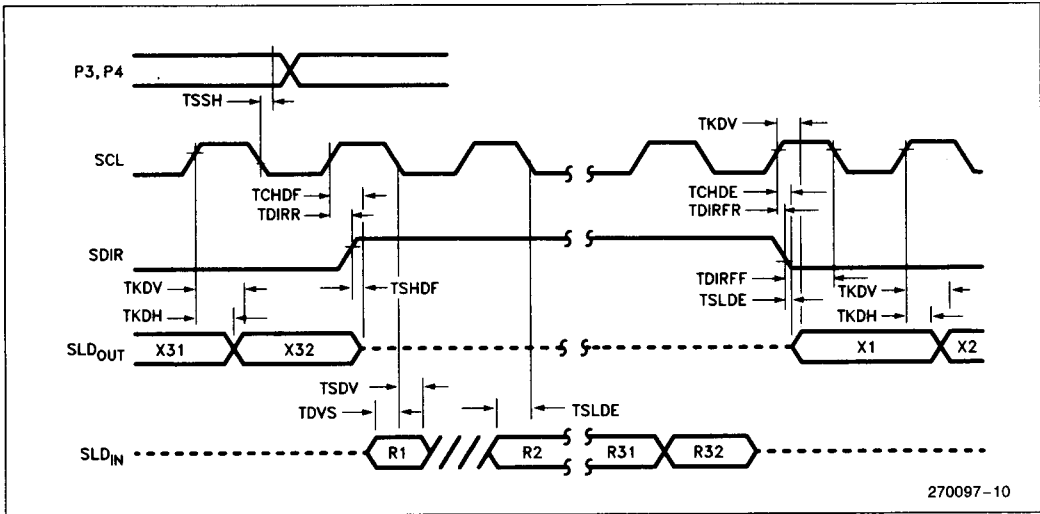 P3, P4
TSSH
TKDV
SCL
TCHDF
TCHDE
TDIRR
TDIRFR
SDIR
TKDV
TSHDF
TDIRFF
TKDV
TSLDE
TKDH
TKDH
SLDOUT
X31
X32
X1
X2
TSDV
TDVS
TSLDE
SLDIN
R1
R2
R31
R32
270097-10